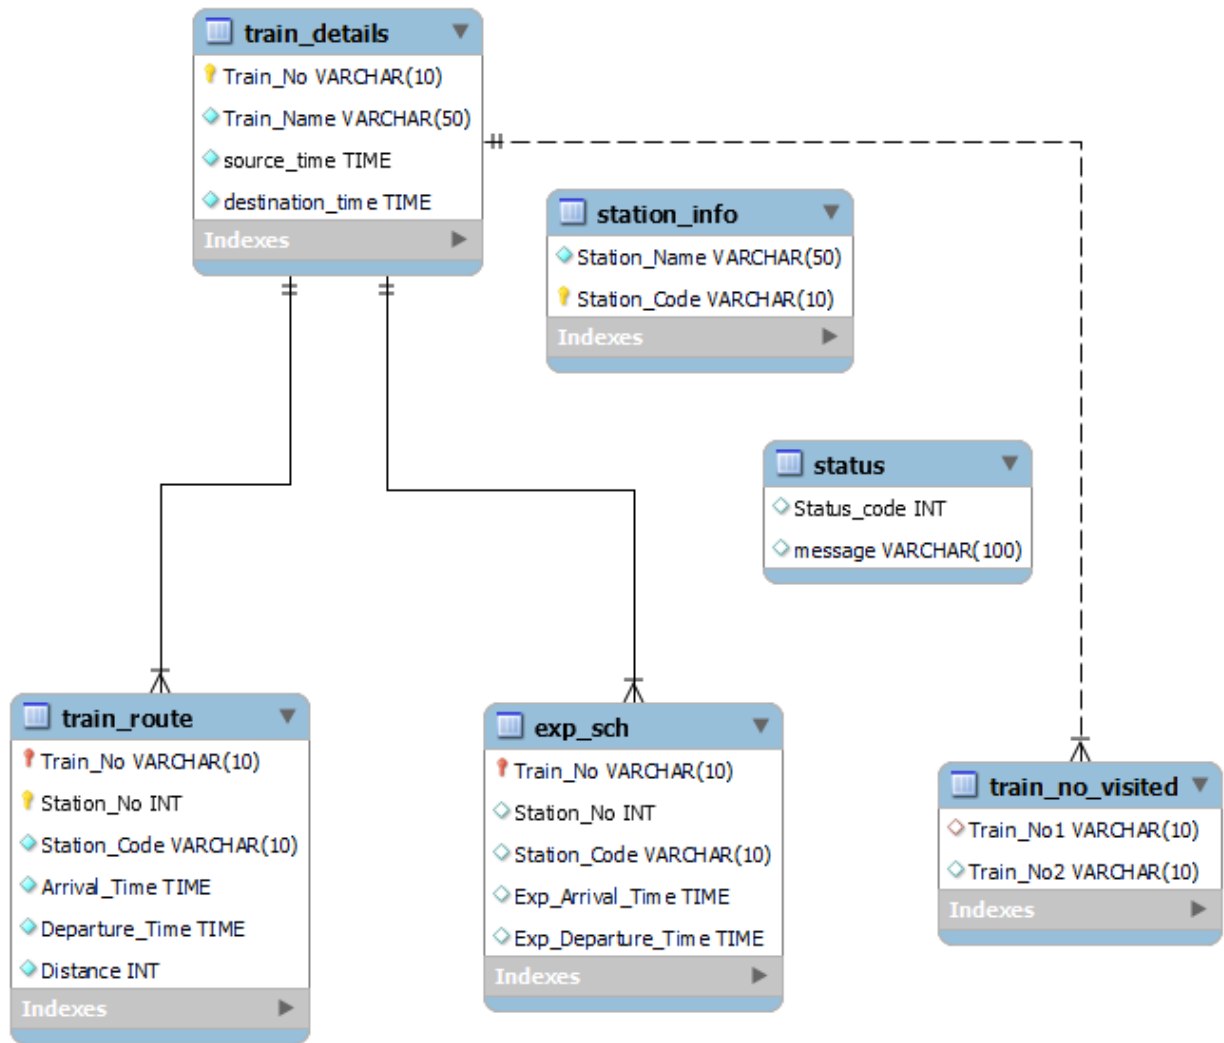 train_details
Train_No VARCHAR(10)
Train_Name VARCHAR(50)
source_time TIME
destination_time TIME
Indexes
station_info
Station_Name VARCHAR(50)
Station_Code VARCHAR(10)
Indexes
status
Status_code INT
message VARCHAR(100)
train_route
Train_No VARCHAR(10)
Station_No INT
Station_Code VARCHAR(10)
Arrival_Time TIME
Departure_Time TIME
Distance INT
Indexes
exp_sch
Train_No VARCHAR(10)
Station_No INT
Station_Code VARCHAR(10)
Exp_Arrival_Time TIME
Exp_Departure_Time TIME
Indexes
train_no_visited
Train_No1 VARCHAR(10)
Train_No2 VARCHAR(10)
Indexes